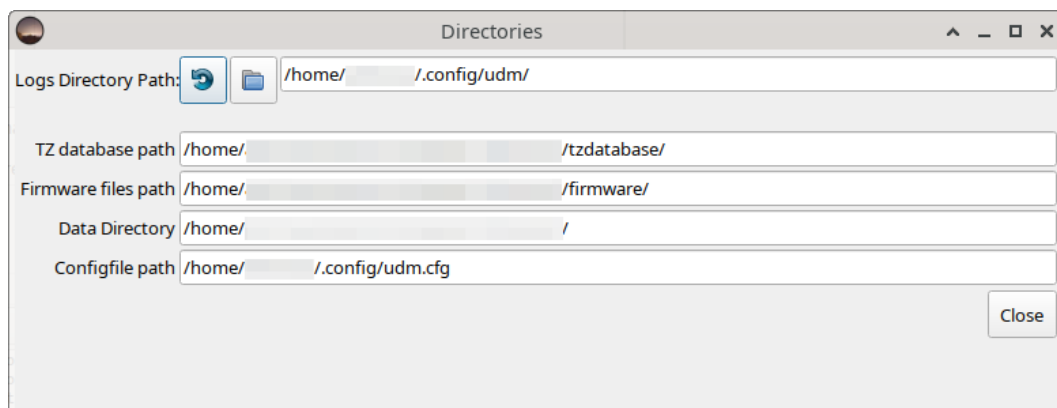 Directories
Logs Directory Path: /home/ /.config/udm/
TZ database path /home/ /tzdatabase/
Firmware files path /home/ /firmware/
Data Directory /home/ /
Configfile path /home/ /.config/udm.cfg
Close